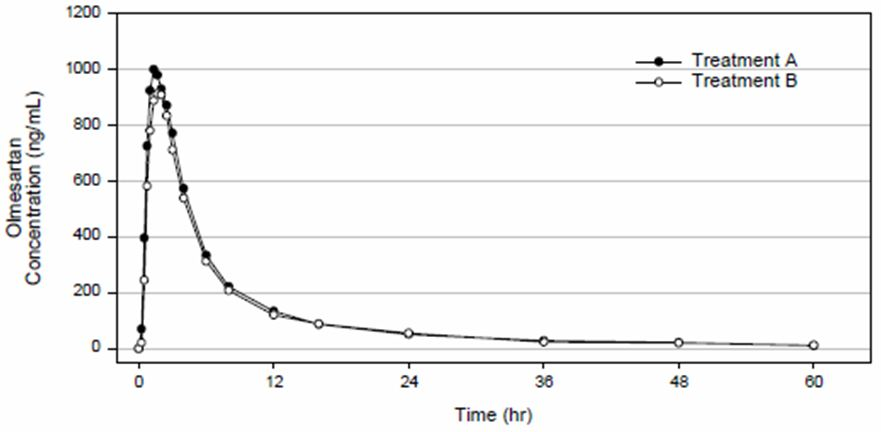 1200
1000
800
600
400
200
0
Olmesartan
Concentration (ng/mL)
Treatment A
Treatment B
0 12 24 36 48 60
Time (hr)